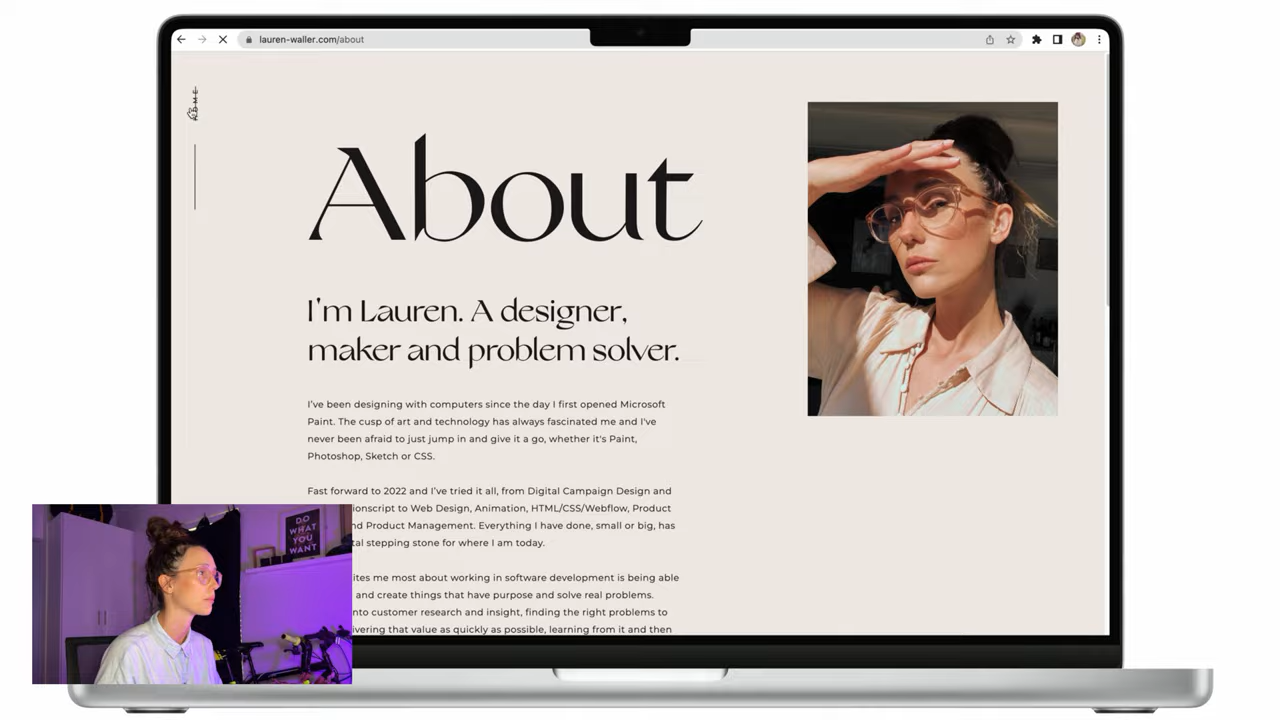 lauren-waller.com/about
HOME
About
I'm Lauren. A designer,
maker and problem solver.
I've been designing with computers since the day I first opened Microsoft
Paint. The cusp of art and technology has always fascinated me and I've
never been afraid to just jump in and give it a go, whether it's Paint,
Photoshop, Sketch or CSS.
Fast forward to 2022 and I've tried it all, from Digital Campaign Design and
to Web Design, Animation, HTML/CSS/Webflow, Product
Product Management. Everything I have done, small or big, has
stepping stone for where I am today.
me most about working in software development is being able
and create things that have purpose and solve real problems.
into customer research and insight, finding the right problems to
that value as quickly as possible, learning from it and then
DO
WHAT
YOU
WANT